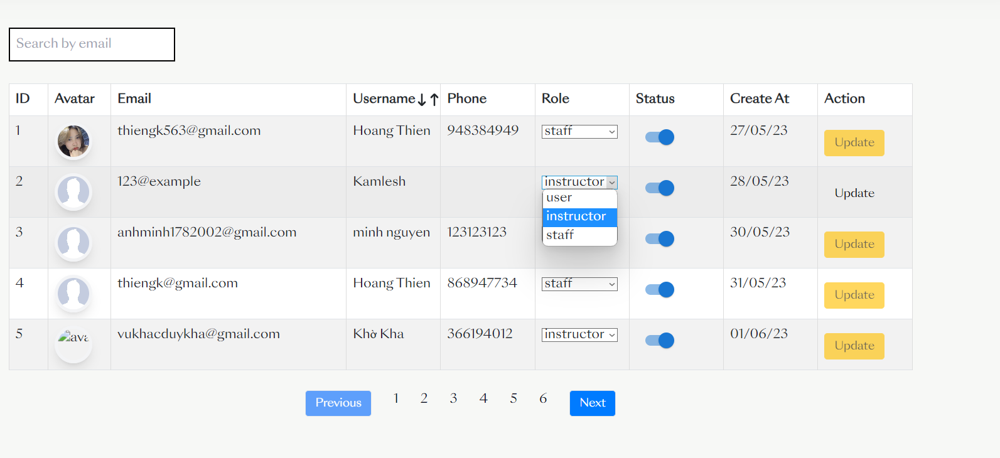 Search by email
ID Avatar Email Username Phone Role Status Create At Action
1 thiengk563@gmail.com Hoang Thien 948384949 staff 27/05/23 Update
2 123@example Kamlesh instructor 28/05/23 Update
user
instructor
staff
3 anhminh1782002@gmail.com minh nguyen 123123123 30/05/23 Update
4 thiengk@gmail.com Hoang Thien 868947734 staff 31/05/23 Update
5 ava vukhacduykha@gmail.com Khờ Kha 366194012 instructor 01/06/23 Update
Previous 1 2 3 4 5 6 Next